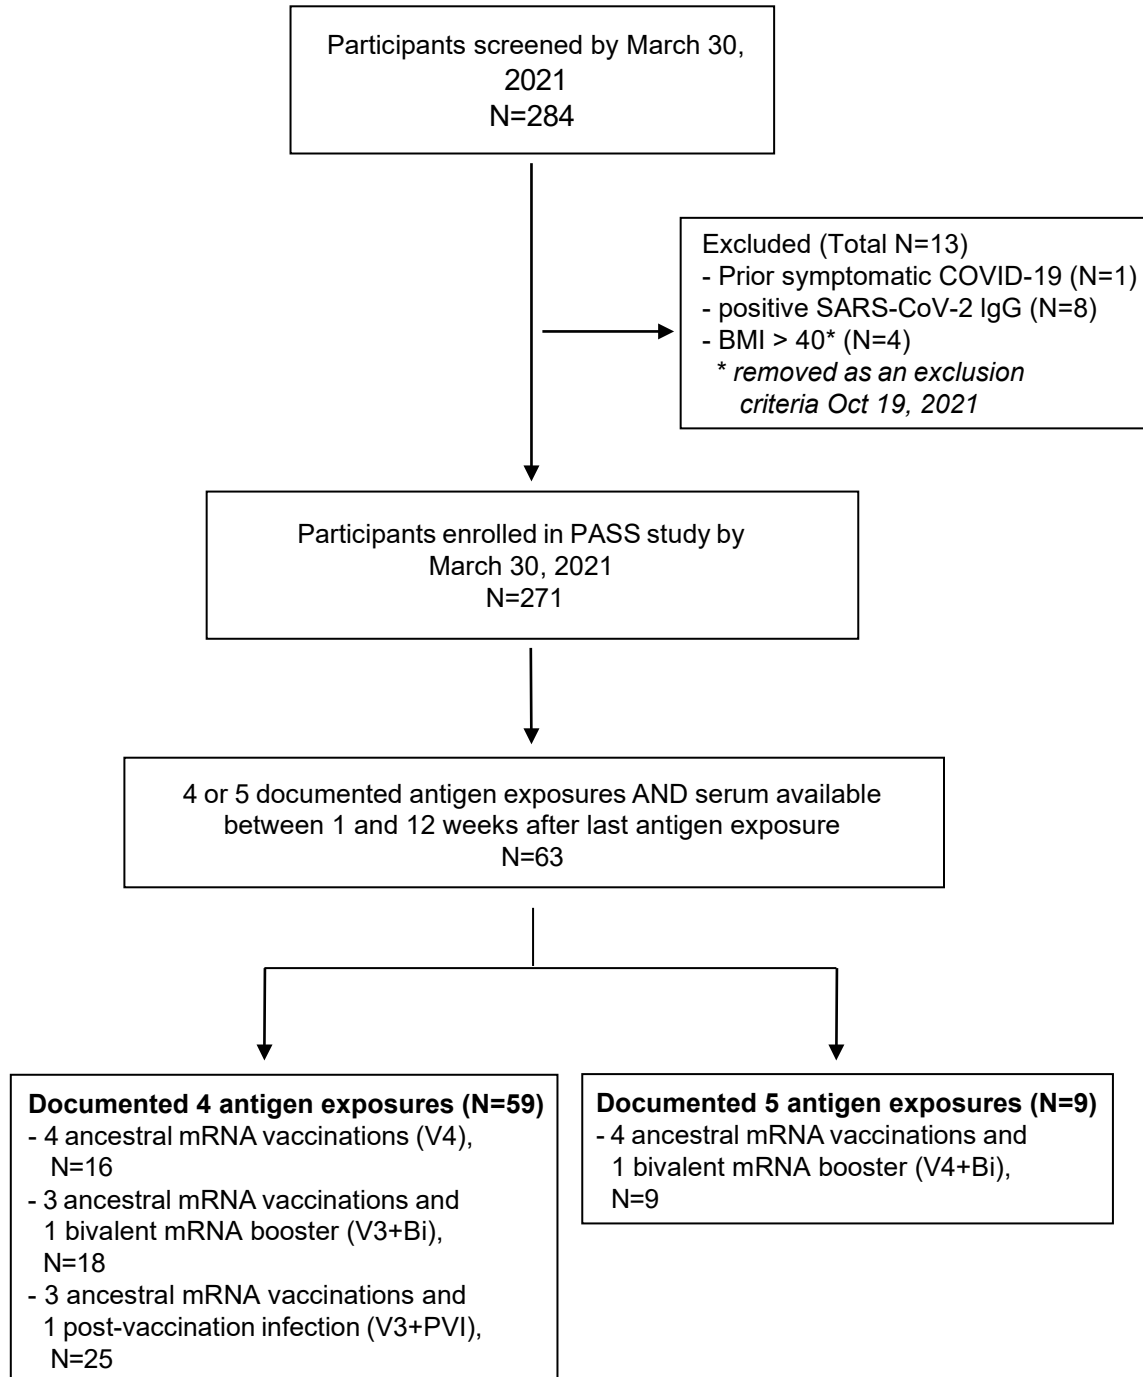 Participants screened by March 30,
2021
N=284
Excluded (Total N=13)
- Prior symptomatic COVID-19 (N=1)
- positive SARS-CoV-2 IgG (N=8)
- BMI > 40* (N=4)
* removed as an exclusion
criteria Oct 19, 2021
Participants enrolled in PASS study by
March 30, 2021
N=271
4 or 5 documented antigen exposures AND serum available
between 1 and 12 weeks after last antigen exposure
N=63
Documented 4 antigen exposures (N=59)
- 4 ancestral mRNA vaccinations (V4),
N=16
- 3 ancestral mRNA vaccinations and
1 bivalent mRNA booster (V3+Bi),
N=18
- 3 ancestral mRNA vaccinations and
1 post-vaccination infection (V3+PVI),
N=25
Documented 5 antigen exposures (N=9)
- 4 ancestral mRNA vaccinations and
1 bivalent mRNA booster (V4+Bi),
N=9